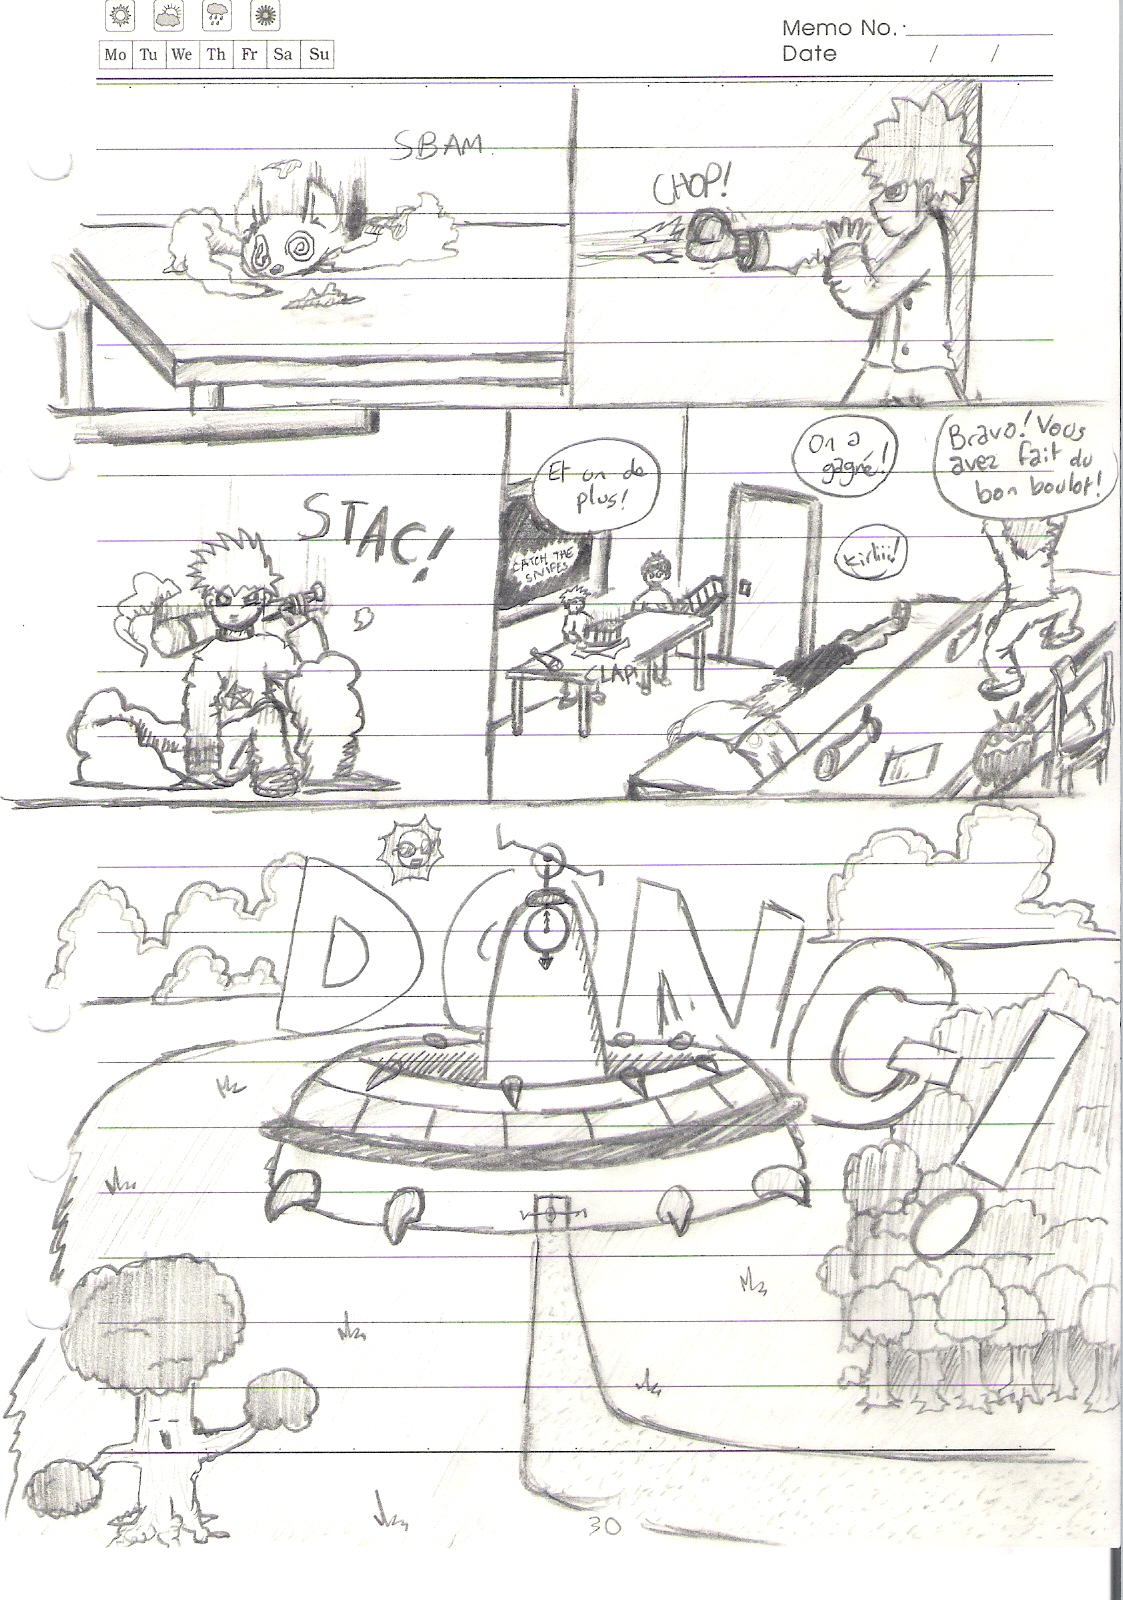 Memo No.
Mo Tu We Th Fr Sa Su
Date / /
SBAM.
CHOP!
STAC!
Et on de
plus!
On a
gagné!
Bravo! Vous
avez fait du
bon boulot!
Kirliii!
CATCH THE
SNIPES
CLAP!
DONG!
30